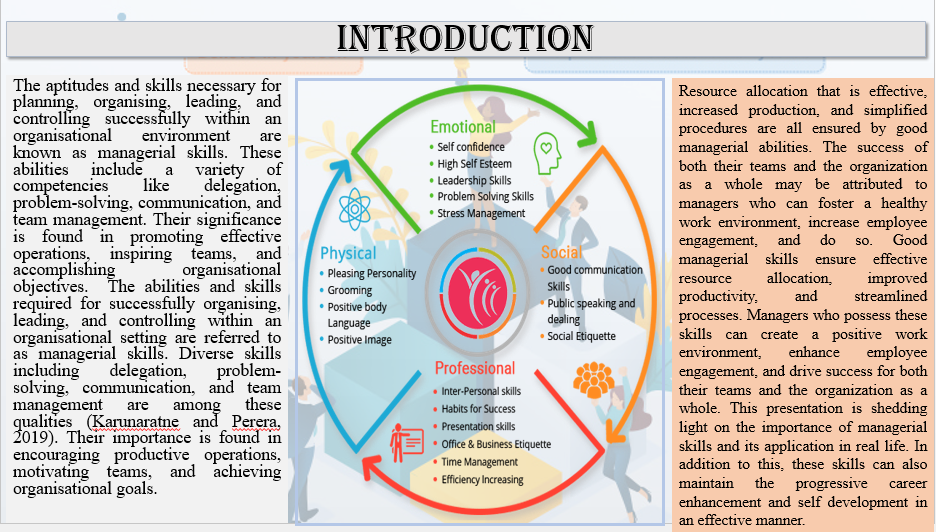 INTRODUCTION
The aptitudes and skills necessary for
planning, organising, leading, and
controlling successfully within an
organisational environment are
known as managerial skills. These
abilities include a variety of
competencies like delegation,
problem-solving, communication, and
team management. Their significance
is found in promoting effective
operations, inspiring teams, and
accomplishing organisational
objectives. The abilities and skills
required for successfully organising,
leading, and controlling within an
organisational setting are referred to
as managerial skills. Diverse skills
including delegation, problem-
solving, communication, and team
management are among these
qualities (Karunaratne and Perera,
2019). Their importance is found in
encouraging productive operations,
motivating teams, and achieving
organisational goals.
Emotional
• Self confidence
• High Self Esteem
• Leadership Skills
• Problem Solving Skills
• Stress Management
Physical
• Pleasing Personality
• Grooming
• Positive body
Language
• Positive Image
Social
• Good communication
Skills
• Public speaking and
dealing
• Social Etiquette
Professional
• Inter-Personal skills
• Habits for Success
• Presentation skills
• Office & Business Etiquette
• Time Management
• Efficiency Increasing
Resource allocation that is effective,
increased production, and simplified
procedures are all ensured by good
managerial abilities. The success of
both their teams and the organization
as a whole may be attributed to
managers who can foster a healthy
work environment, increase employee
engagement, and do so. Good
managerial skills ensure effective
resource allocation, improved
productivity, and streamlined
processes. Managers who possess these
skills can create a positive work
environment, enhance employee
engagement, and drive success for both
their teams and the organization as a
whole. This presentation is shedding
light on the importance of managerial
skills and its application in real life. In
addition to this, these skills can also
maintain the progressive career
enhancement and self development in
an effective manner.